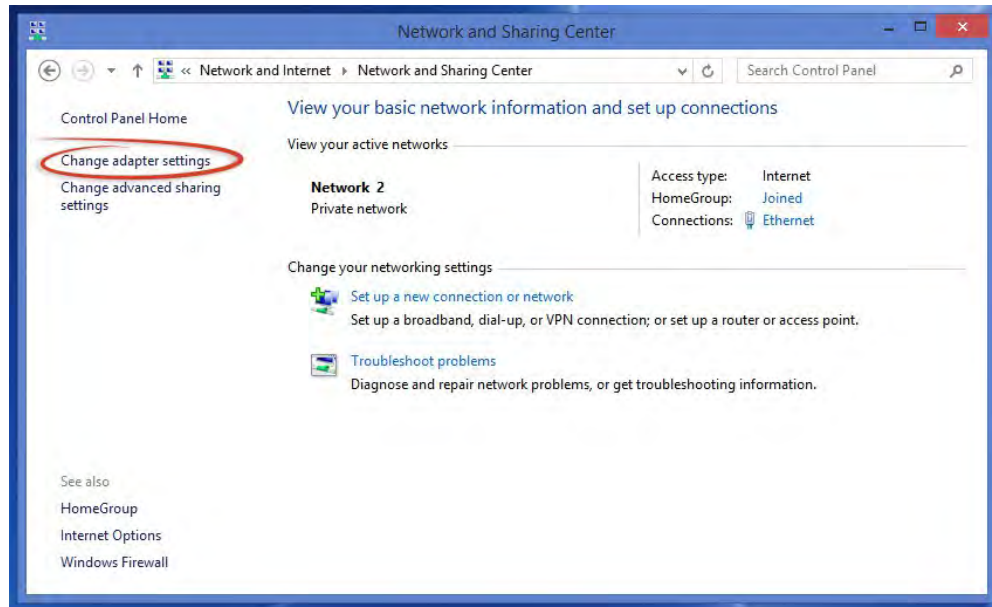 Network and Sharing Center
« Network and Internet ▸ Network and Sharing Center
Search Control Panel
Control Panel Home
Change adapter settings
Change advanced sharing
settings
View your basic network information and set up connections
View your active networks
Network 2
Private network
Access type: Internet
HomeGroup: Joined
Connections: Ethernet
Change your networking settings
Set up a new connection or network
Set up a broadband, dial-up, or VPN connection; or set up a router or access point.
Troubleshoot problems
Diagnose and repair network problems, or get troubleshooting information.
See also
HomeGroup
Internet Options
Windows Firewall